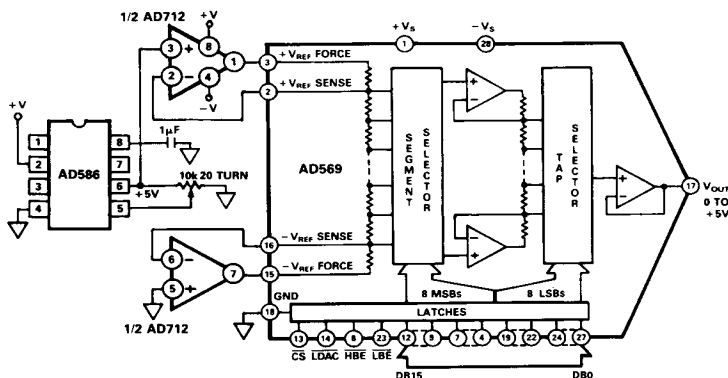 1/2 AD712
+V
+VS
−VS
3
+
8
1
1
28
2
−
4
−V
3
+ VREF FORCE
2
+ VREF SENSE
+V
1μF
1
8
2
7
AD586
3
6
+5V
4
5
10k 20 TURN
AD569
SEGMENT
SELECTOR
TAP
SELECTOR
+
−
−
+
+
−
17
VOUT
0 TO
+5V
16
− VREF SENSE
6
−
7
15
− VREF FORCE
5
+
GND
8 MSBs
8 LSBs
1/2 AD712
18
LATCHES
13
14
8
23
12
9
7
4
19
22
24
27
CS
LDAC
HBE
LBE
DB15
DB0